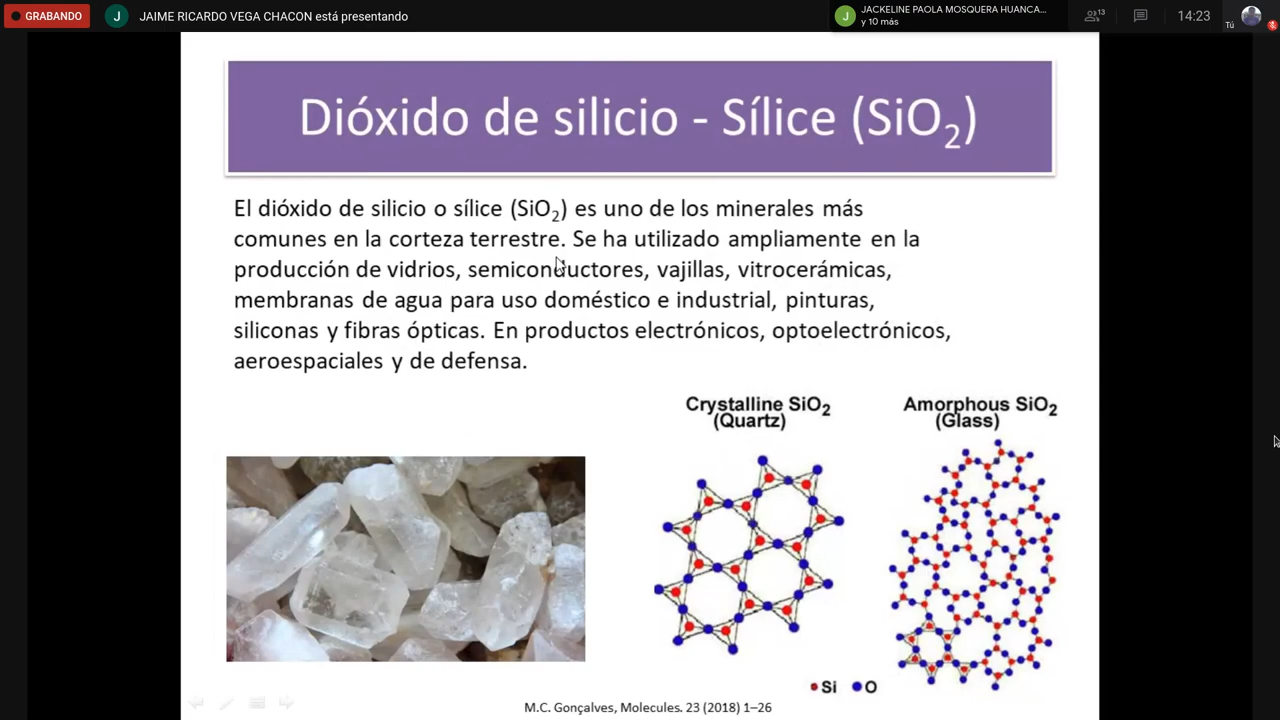 GRABANDO
J
JAIME RICARDO VEGA CHACON está presentando
J
JACKELINE PAOLA MOSQUERA HUANCA...
y 10 más
13
14:23
Tú
Dióxido de silicio - Sílice (SiO₂)
El dióxido de silicio o sílice (SiO₂) es uno de los minerales más
comunes en la corteza terrestre. Se ha utilizado ampliamente en la
producción de vidrios, semiconductores, vajillas, vitrocerámicas,
membranas de agua para uso doméstico e industrial, pinturas,
siliconas y fibras ópticas. En productos electrónicos, optoelectrónicos,
aeroespaciales y de defensa.
Crystalline SiO₂
(Quartz)
Amorphous SiO₂
(Glass)
Si O
M.C. Gonçalves, Molecules. 23 (2018) 1–26